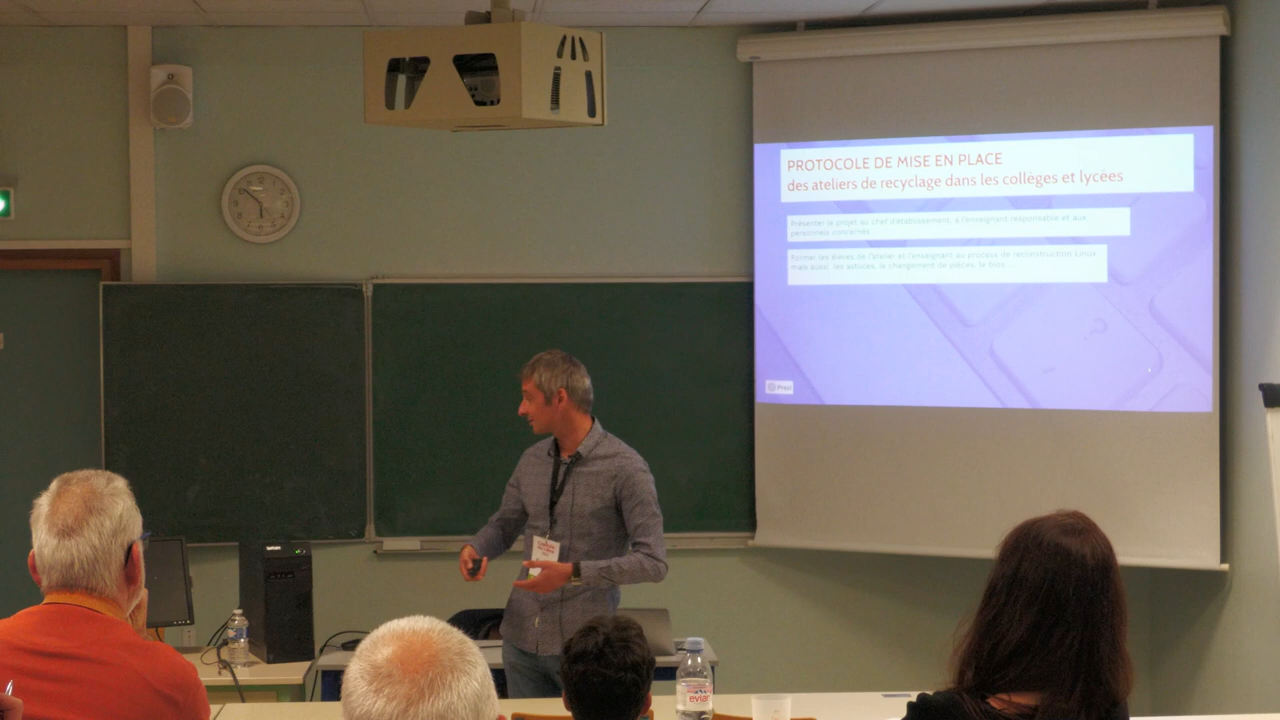 PROTOCOLE DE MISE EN PLACE
des ateliers de recyclage dans les collèges et lycées
Présenter le projet au chef d'établissement, à l'enseignant responsable et aux
personnels concernés
Former les élèves de l'atelier et l'enseignant au process de reconstruction Linux
mais aussi les astuces, le changement de pièces, le bios ...
evian